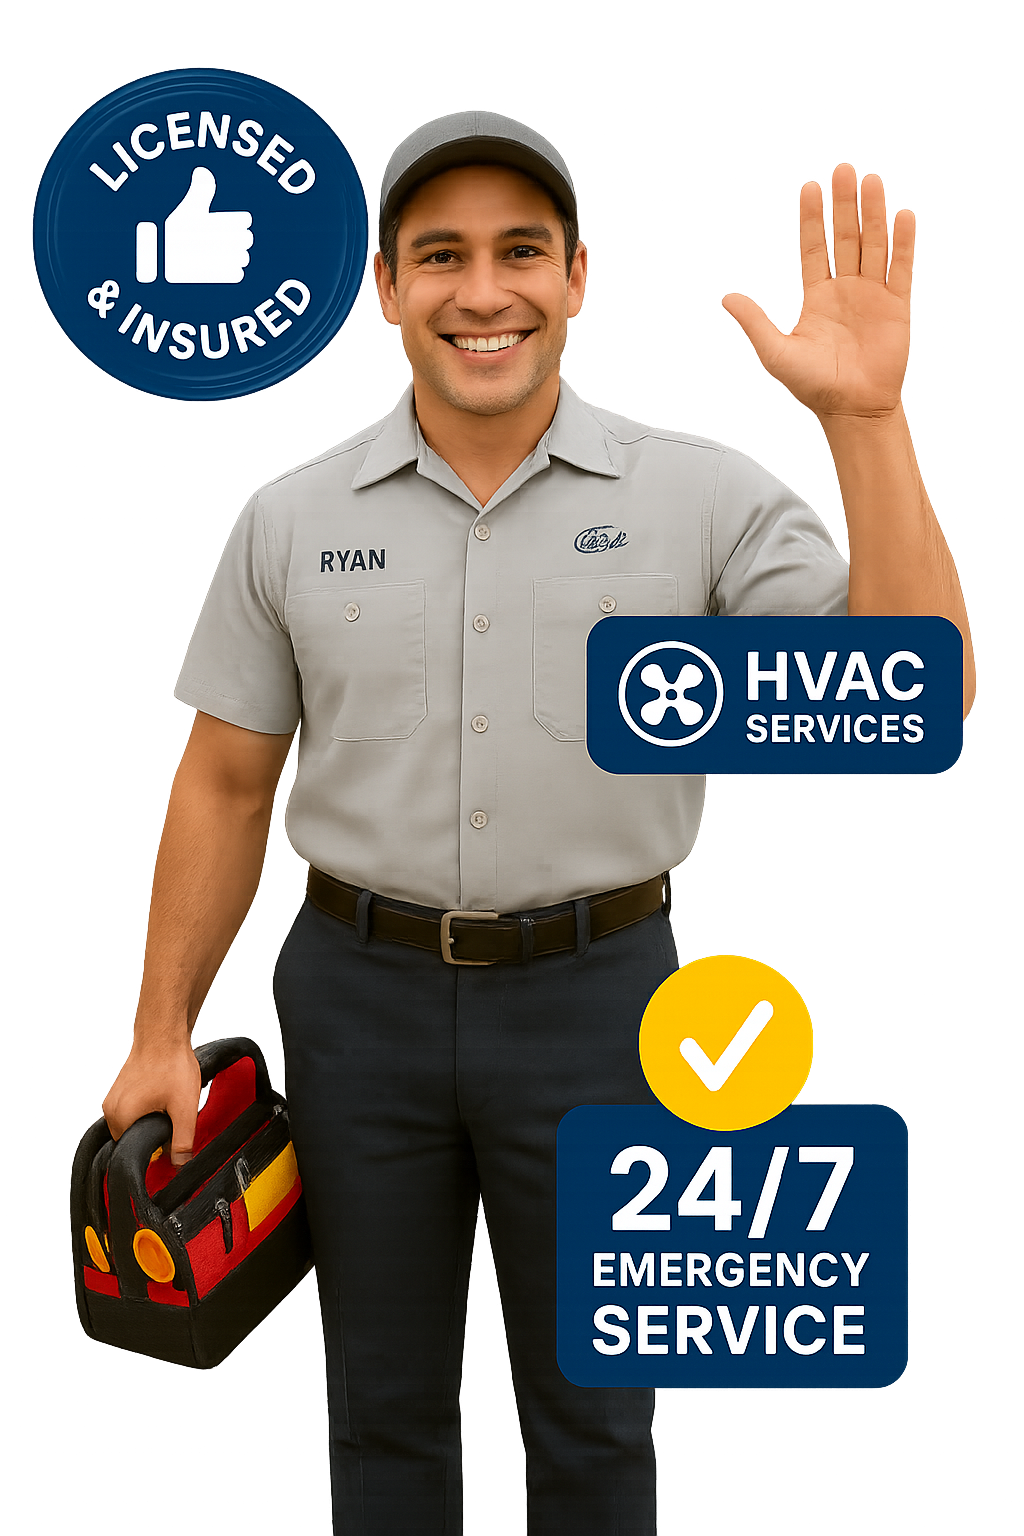 LICENSED
& INSURED
RYAN
HVAC
SERVICES
24/7
EMERGENCY
SERVICE